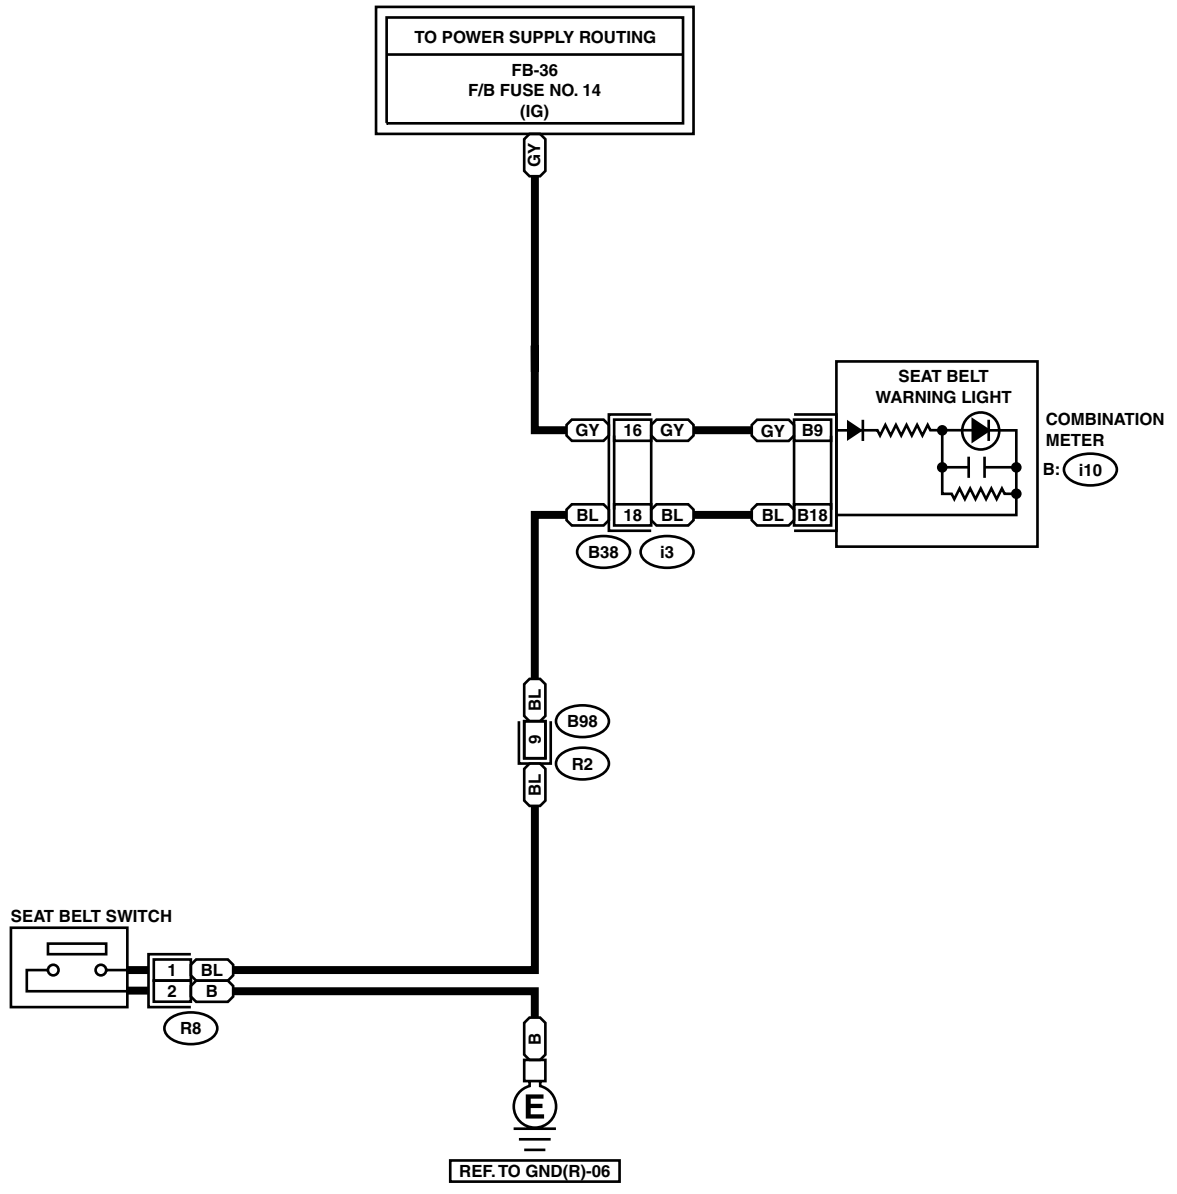 TO POWER SUPPLY ROUTING
FB-36
F/B FUSE NO. 14
(IG)
GY
SEAT BELT
WARNING LIGHT
COMBINATION
METER
B: i10
GY 16 GY GY B9
BL 18 BL BL B18
B38 i3
BL
B98
9
R2
BL
SEAT BELT SWITCH
1 BL
2 B
R8
B
E
REF. TO GND(R)-06